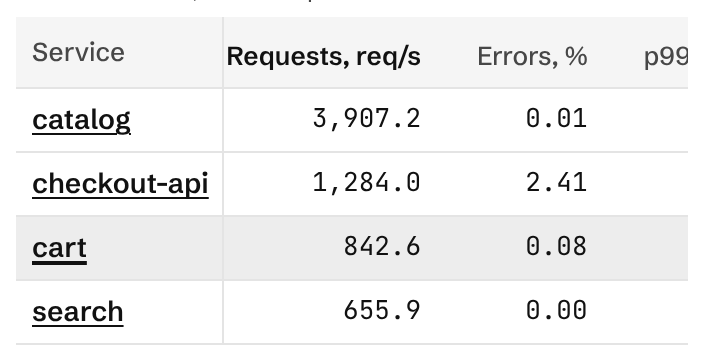 Service Requests, req/s Errors, % p99
catalog 3,907.2 0.01
checkout-api 1,284.0 2.41
cart 842.6 0.08
search 655.9 0.00